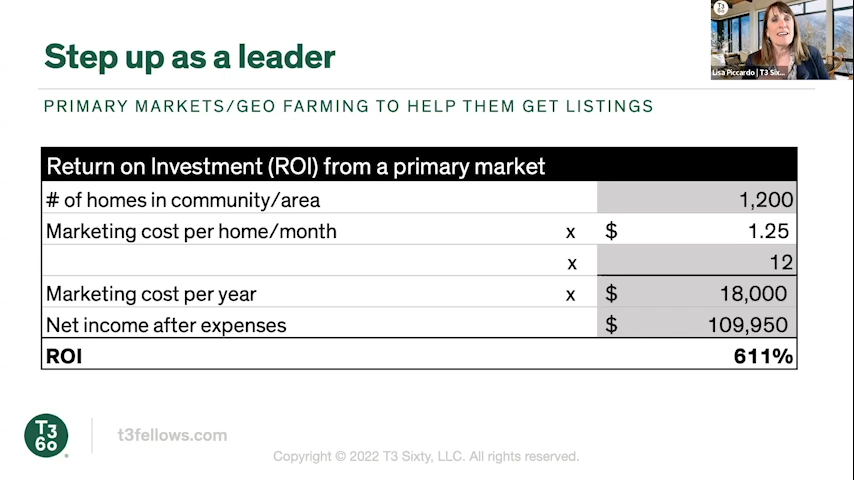 Step up as a leader
PRIMARY MARKETS/GEO FARMING TO HELP THEM GET LISTINGS
Return on Investment (ROI) from a primary market
# of homes in community/area 1,200
Marketing cost per home/month x $ 1.25
x 12
Marketing cost per year x $ 18,000
Net income after expenses $ 109,950
ROI 611%
T3
60
t3fellows.com
Copyright © 2022 T3 Sixty, LLC. All rights reserved.
T3
60
Lisa Piccardo | T3 Six...